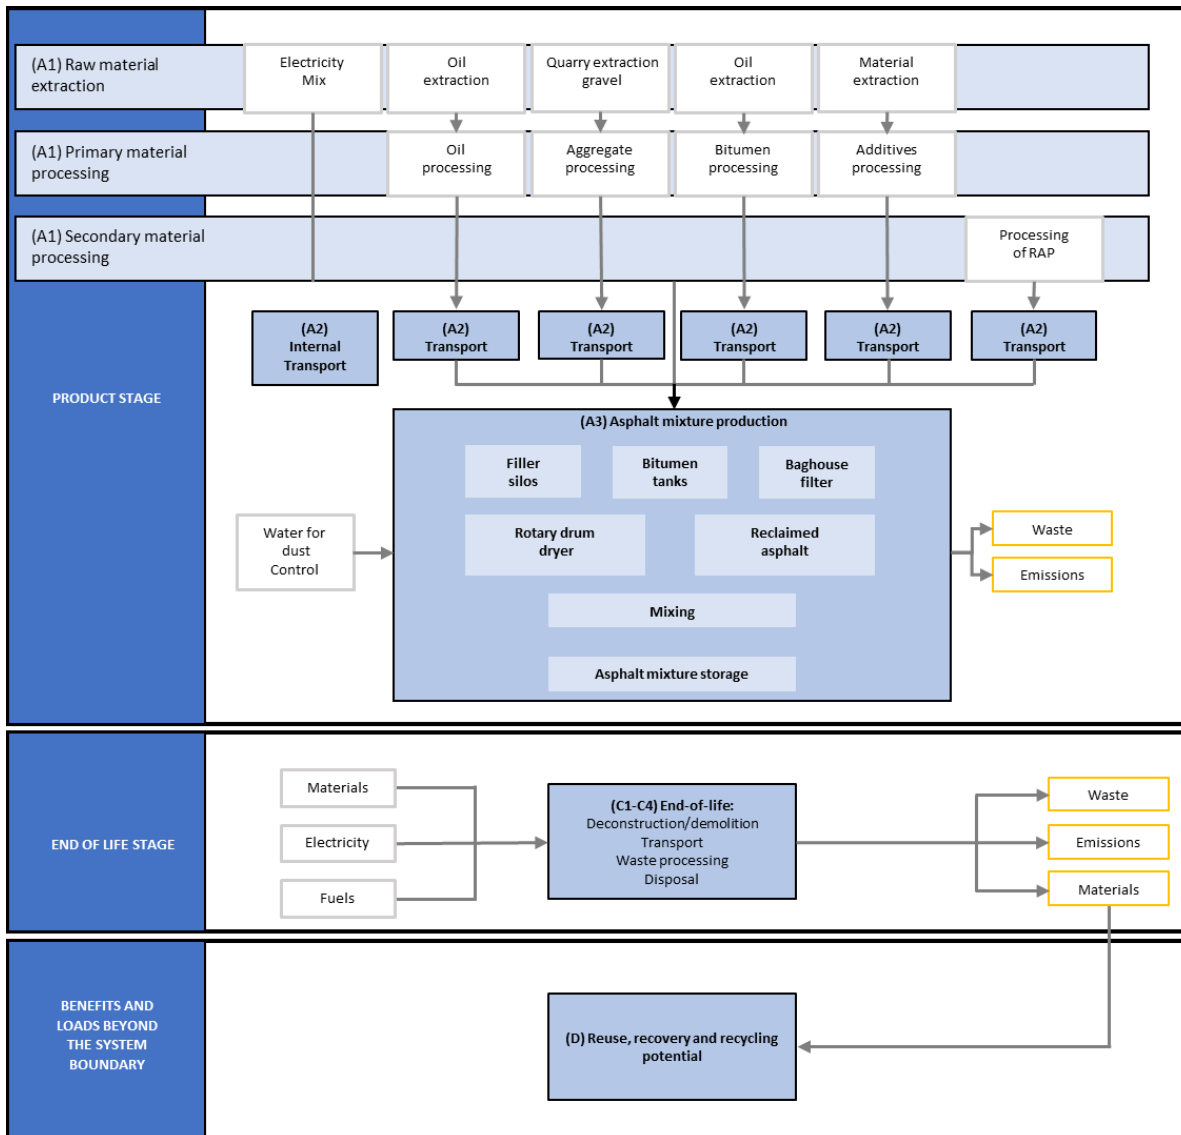 (A1) Raw material
extraction
Electricity
Mix
Oil
extraction
Quarry extraction
gravel
Oil
extraction
Material
extraction
(A1) Primary material
processing
Oil
processing
Aggregate
processing
Bitumen
processing
Additives
processing
(A1) Secondary material
processing
Processing
of RAP
(A2)
Internal
Transport
(A2)
Transport
(A2)
Transport
(A2)
Transport
(A2)
Transport
(A2)
Transport
PRODUCT STAGE
(A3) Asphalt mixture production
Filler
silos
Bitumen
tanks
Baghouse
filter
Water for
dust
Control
Rotary drum
dryer
Reclaimed
asphalt
Waste
Emissions
Mixing
Asphalt mixture storage
END OF LIFE STAGE
Materials
Electricity
Fuels
(C1-C4) End-of-life:
Deconstruction/demolition
Transport
Waste processing
Disposal
Waste
Emissions
Materials
BENEFITS AND
LOADS BEYOND
THE SYSTEM
BOUNDARY
(D) Reuse, recovery and recycling
potential